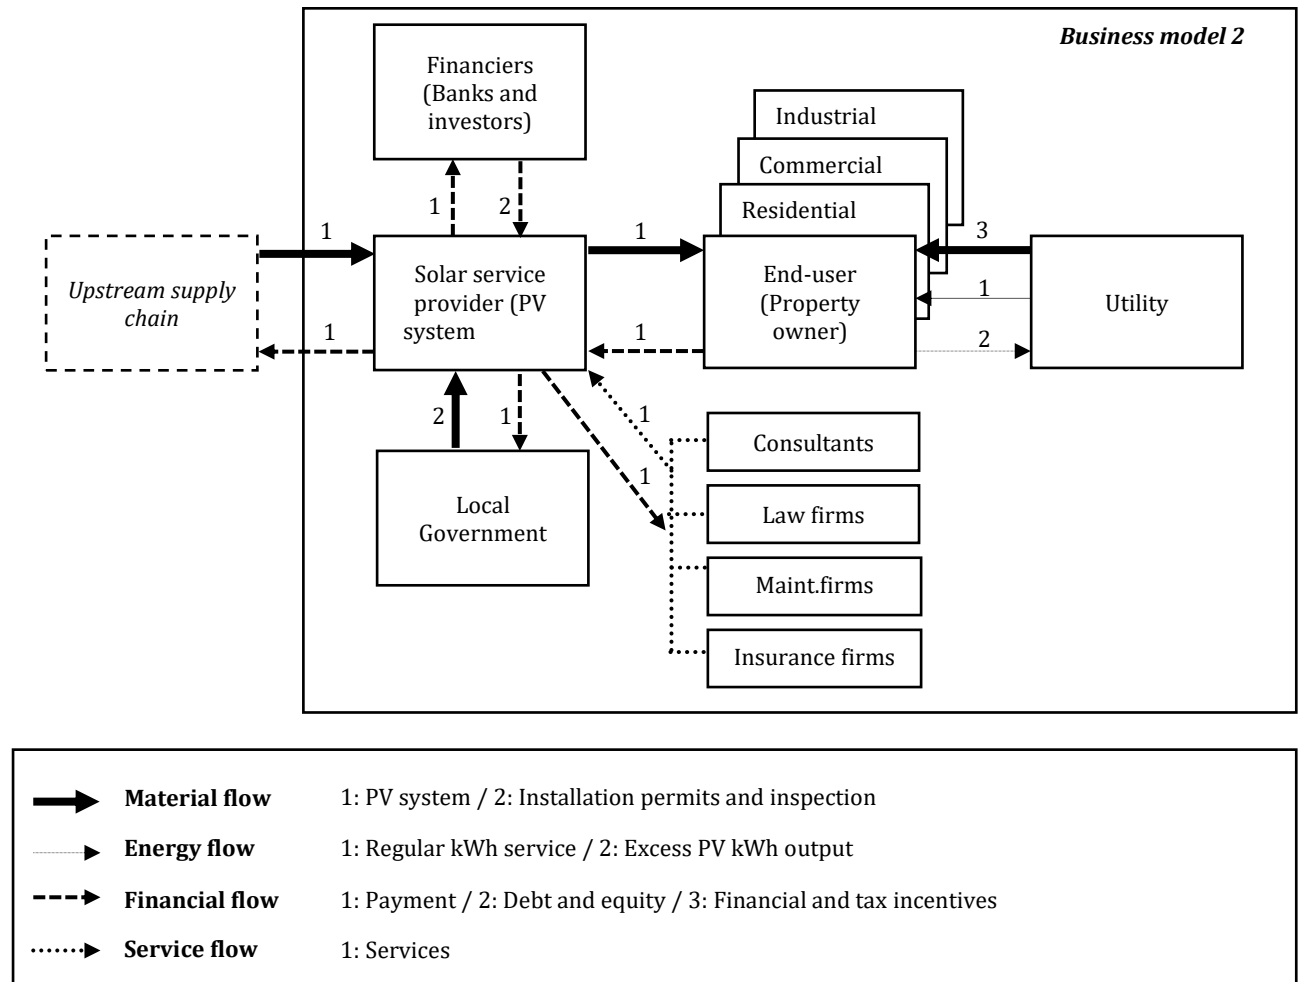 Business model 2
Financiers
(Banks and
investors)
Industrial
Commercial
Residential
1
2
1
1
3
Upstream supply
chain
Solar service
provider (PV
system
End-user
(Property
owner)
Utility
1
1
1
2
2
1
1
1
Local
Government
Consultants
Law firms
Maint.firms
Insurance firms
Material flow 1: PV system / 2: Installation permits and inspection
Energy flow 1: Regular kWh service / 2: Excess PV kWh output
Financial flow 1: Payment / 2: Debt and equity / 3: Financial and tax incentives
Service flow 1: Services